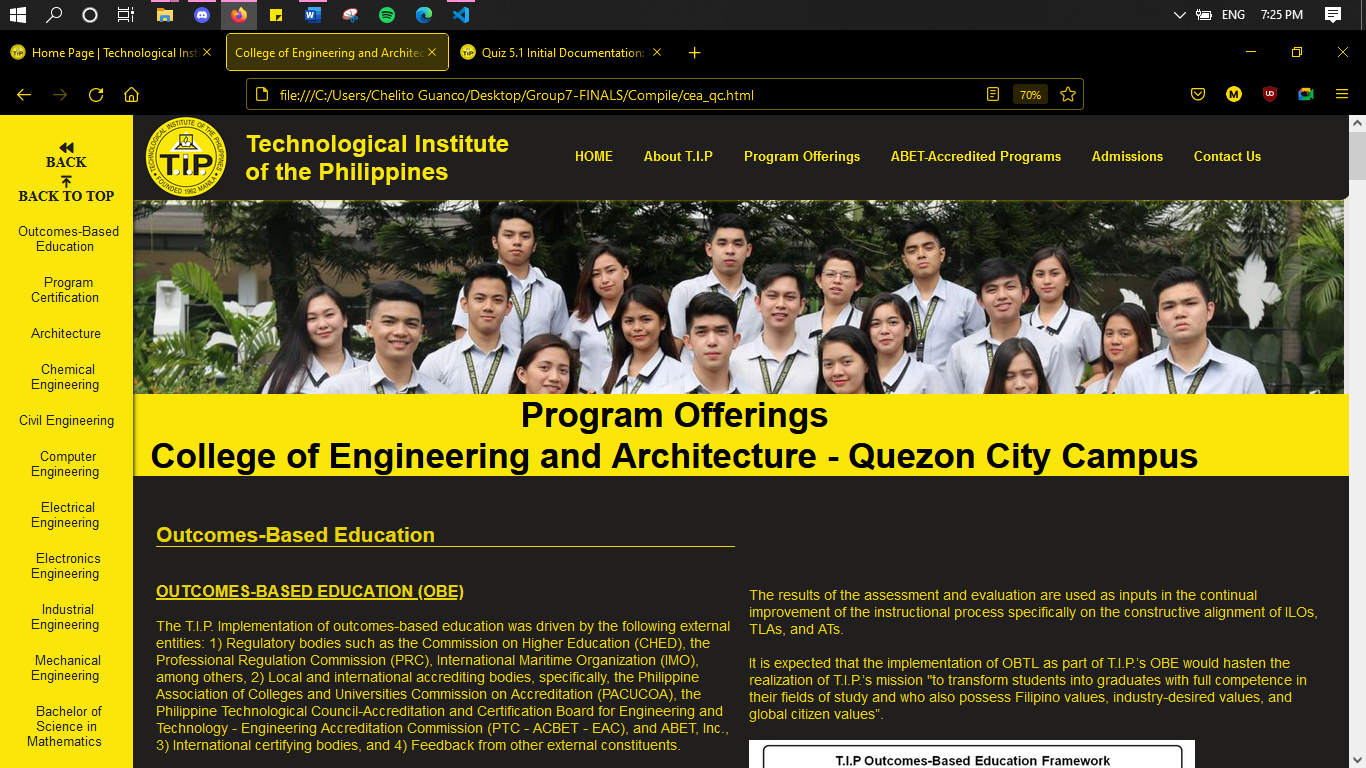 ENG 7:25 PM
Home Page | Technological Inst
College of Engineering and Architec
Quiz 5.1 Initial Documentation:
file:///C:/Users/Chelito Guanco/Desktop/Group7-FINALS/Compile/cea_qc.html
70%
BACK
BACK TO TOP
Outcomes-Based
Education
Program
Certification
Architecture
Chemical
Engineering
Civil Engineering
Computer
Engineering
Electrical
Engineering
Electronics
Engineering
Industrial
Engineering
Mechanical
Engineering
Bachelor of
Science in
Mathematics
TECHNOLOGICAL INSTITUTE OF THE PHILIPPINES
T.I.P
FOUNDED 1962 MANILA
Technological Institute
of the Philippines
HOME About T.I.P Program Offerings ABET-Accredited Programs Admissions Contact Us
Program Offerings
College of Engineering and Architecture - Quezon City Campus
Outcomes-Based Education
OUTCOMES-BASED EDUCATION (OBE)
The T.I.P. Implementation of outcomes-based education was driven by the following external
entities: 1) Regulatory bodies such as the Commission on Higher Education (CHED), the
Professional Regulation Commission (PRC), International Maritime Organization (IMO),
among others, 2) Local and international accrediting bodies, specifically, the Philippine
Association of Colleges and Universities Commission on Accreditation (PACUCOA), the
Philippine Technological Council-Accreditation and Certification Board for Engineering and
Technology - Engineering Accreditation Commission (PTC - ACBET - EAC), and ABET, Inc.,
3) International certifying bodies, and 4) Feedback from other external constituents.
The results of the assessment and evaluation are used as inputs in the continual
improvement of the instructional process specifically on the constructive alignment of ILOs,
TLAs, and ATs.
It is expected that the implementation of OBTL as part of T.I.P.’s OBE would hasten the
realization of T.I.P.’s mission "to transform students into graduates with full competence in
their fields of study and who also possess Filipino values, industry-desired values, and
global citizen values”.
T.I.P Outcomes-Based Education Framework